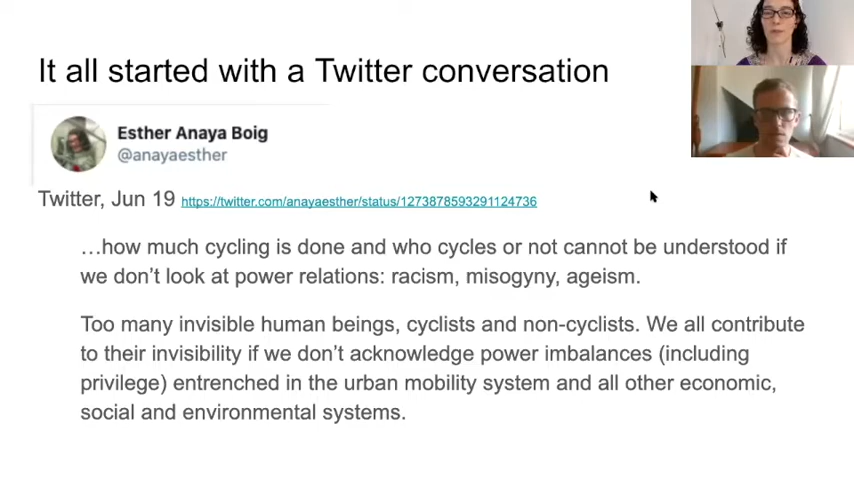 It all started with a Twitter conversation
Esther Anaya Boig
@anayaesther
Twitter, Jun 19 https://twitter.com/anayaesther/status/1273878593291124736
…how much cycling is done and who cycles or not cannot be understood if
we don’t look at power relations: racism, misogyny, ageism.
Too many invisible human beings, cyclists and non-cyclists. We all contribute
to their invisibility if we don’t acknowledge power imbalances (including
privilege) entrenched in the urban mobility system and all other economic,
social and environmental systems.